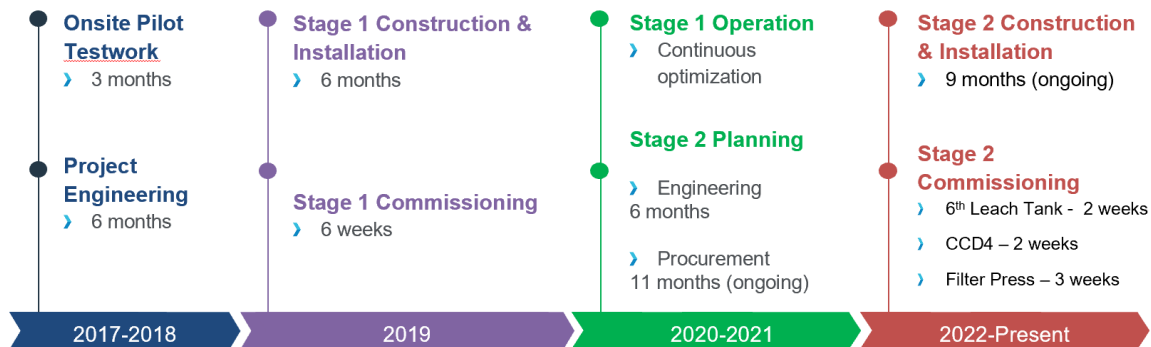 Onsite Pilot
Testwork
3 months
Project
Engineering
6 months
2017-2018
Stage 1 Construction &
Installation
6 months
Stage 1 Commissioning
6 weeks
2019
Stage 1 Operation
Continuous
optimization
Stage 2 Planning
Engineering
6 months
Procurement
11 months (ongoing)
2020-2021
Stage 2 Construction
& Installation
9 months (ongoing)
Stage 2
Commissioning
6th Leach Tank - 2 weeks
CCD4 – 2 weeks
Filter Press – 3 weeks
2022-Present